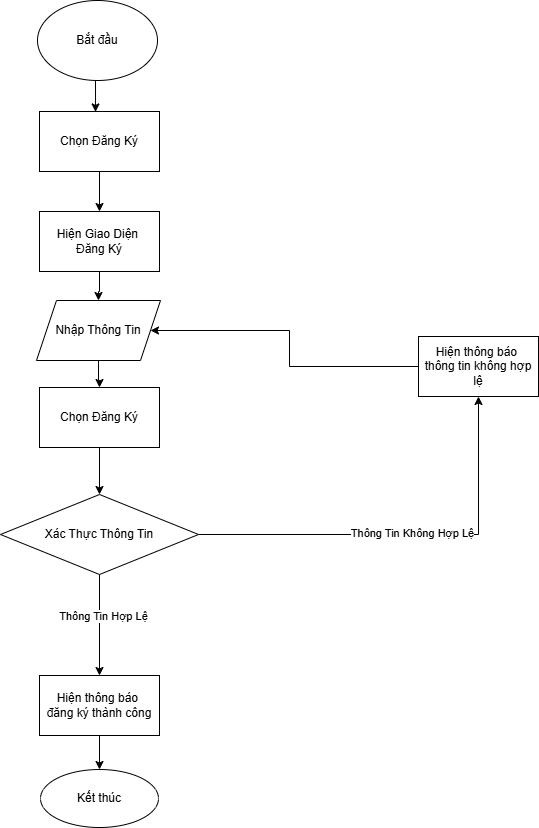 Bắt đầu
Chọn Đăng Ký
Hiện Giao Diện
Đăng Ký
Nhập Thông Tin
Hiện thông báo
thông tin không hợp
lệ
Chọn Đăng Ký
Xác Thực Thông Tin
Thông Tin Không Hợp Lệ
Thông Tin Hợp Lệ
Hiện thông báo
đăng ký thành công
Kết thúc